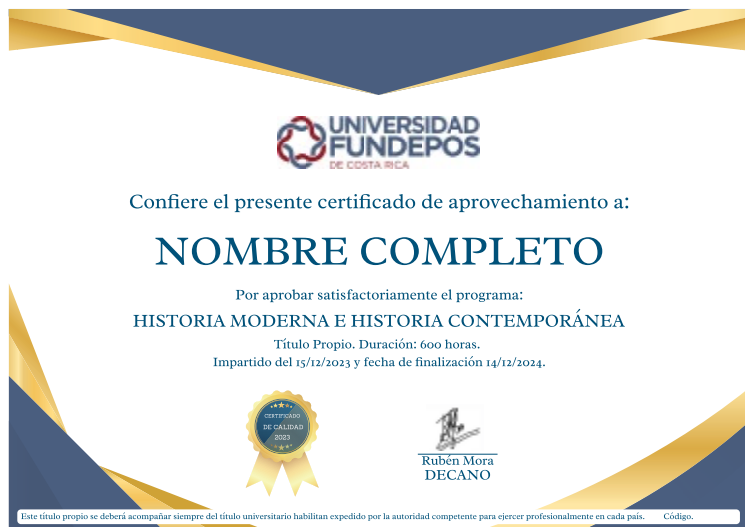 UNIVERSIDAD
FUNDEPOS
DE COSTA RICA
Confiere el presente certificado de aprovechamiento a:
NOMBRE COMPLETO
Por aprobar satisfactoriamente el programa:
HISTORIA MODERNA E HISTORIA CONTEMPORÁNEA
Título Propio. Duración: 600 horas.
Impartido del 15/12/2023 y fecha de finalización 14/12/2024.
CERTIFICADO
DE CALIDAD
2023
Rubén Mora
DECANO
Este título propio se deberá acompañar siempre del título universitario habilitan expedido por la autoridad competente para ejercer profesionalmente en cada país. Código.